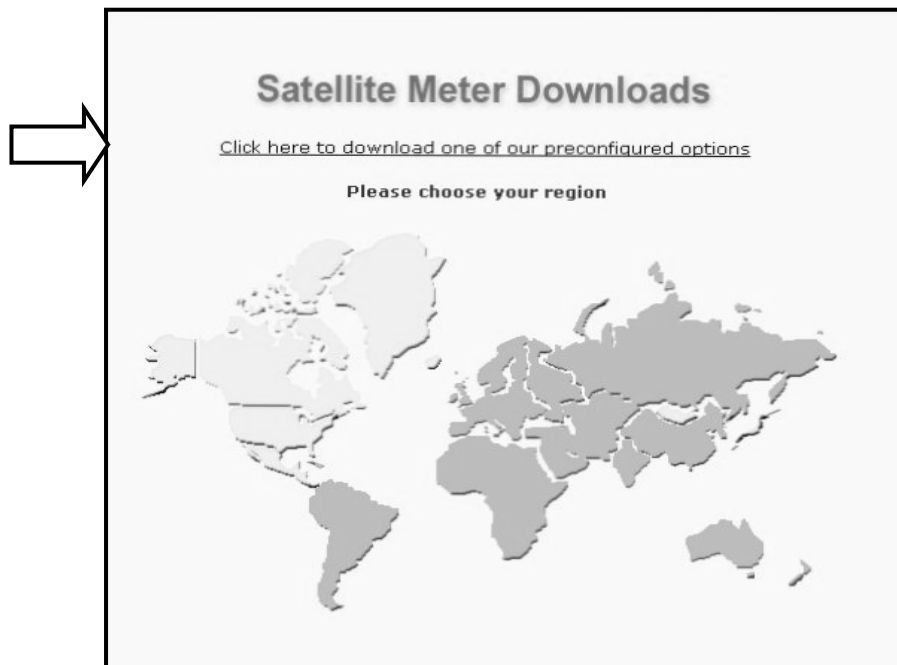 Satellite Meter Downloads
Click here to download one of our preconfigured options
Please choose your region